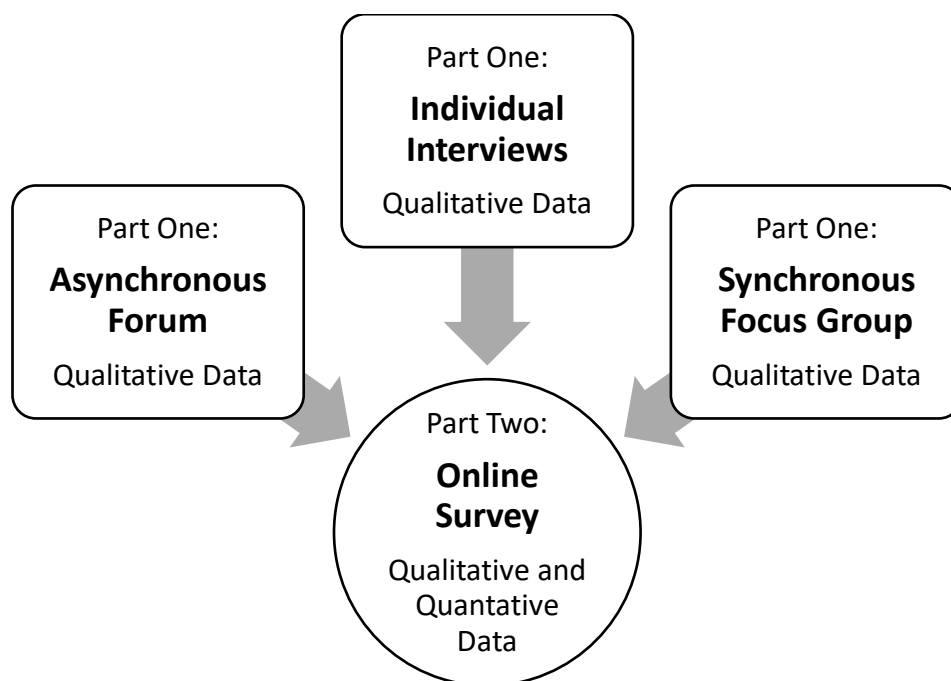 Part One:
Individual
Interviews
Qualitative Data
Part One:
Asynchronous
Forum
Qualitative Data
Part One:
Synchronous
Focus Group
Qualitative Data
Part Two:
Online
Survey
Qualitative and
Quantative
Data